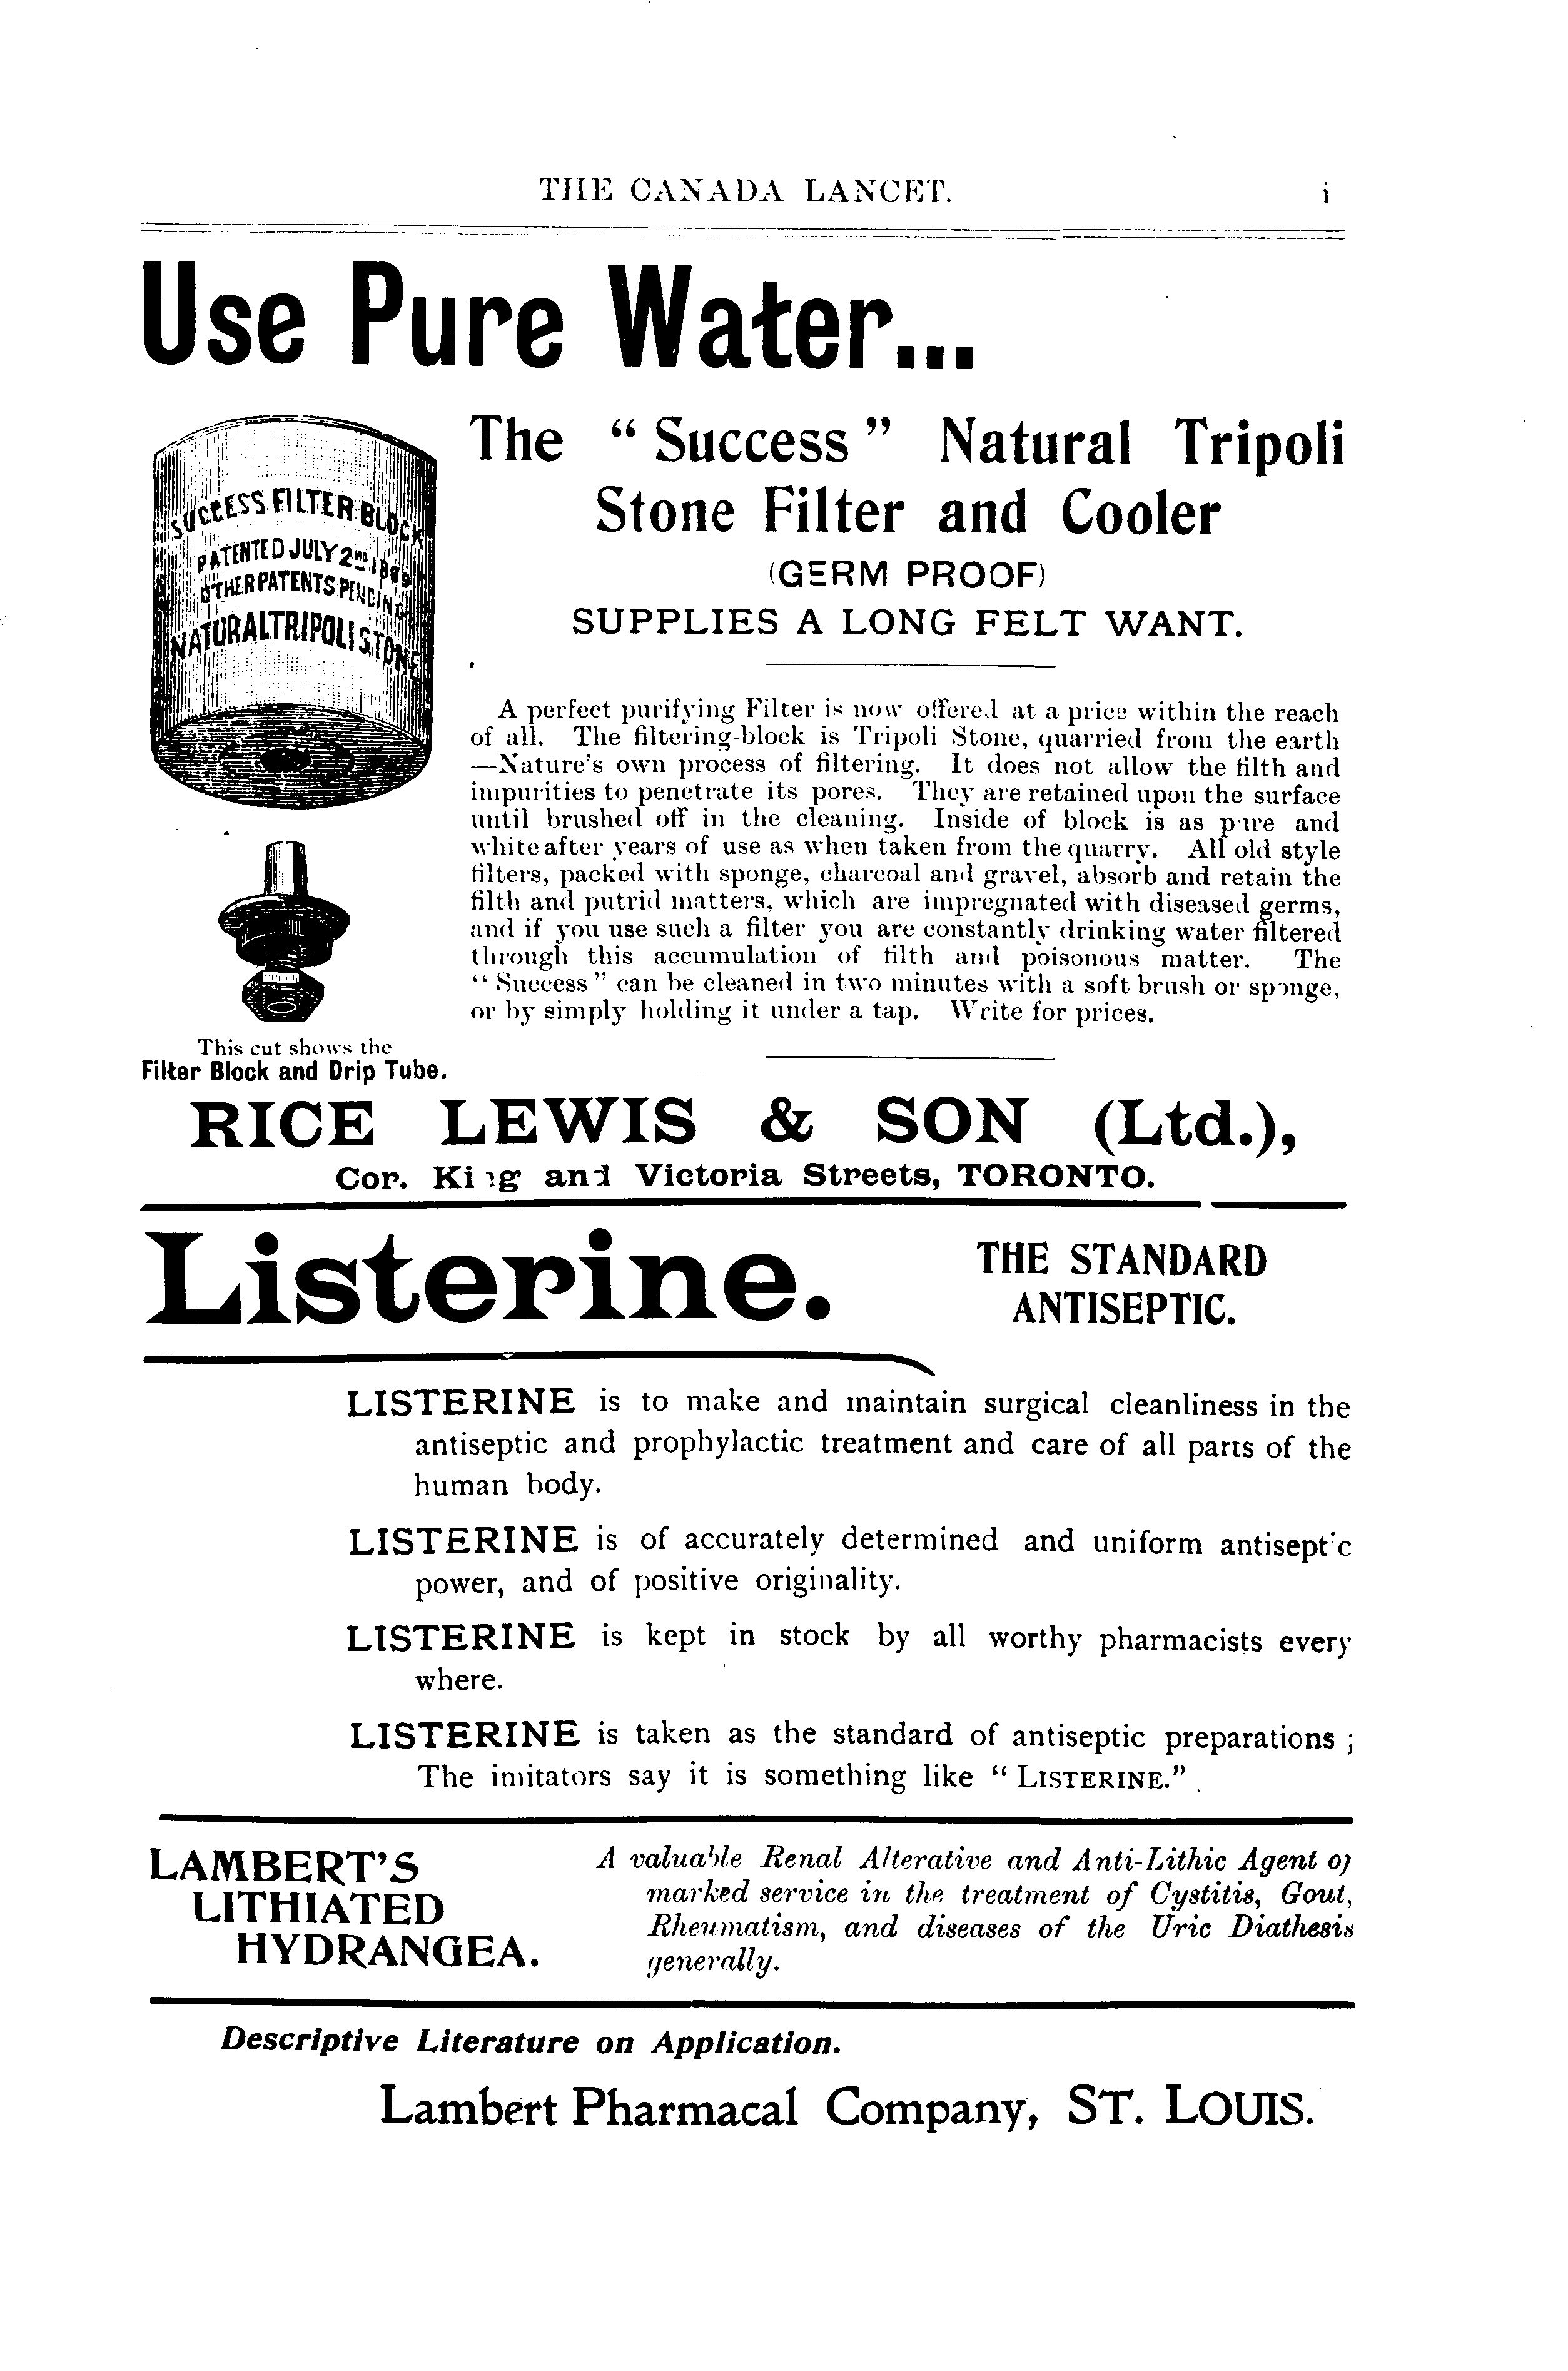 THE CANADA LANCET. i
Use Pure Water...
SUCCESS FILTER BLOCK
PATENTED JULY 2ND 1889
OTHER PATENTS PENDING
NATURAL TRIPOLI STONE
The “ Success ” Natural Tripoli
Stone Filter and Cooler
(GERM PROOF)
SUPPLIES A LONG FELT WANT.
A perfect purifying Filter is now offered at a price within the reach
of all. The filtering-block is Tripoli Stone, quarried from the earth
—Nature's own process of filtering. It does not allow the filth and
impurities to penetrate its pores. They are retained upon the surface
until brushed off in the cleaning. Inside of block is as pure and
white after years of use as when taken from the quarry. All old style
filters, packed with sponge, charcoal and gravel, absorb and retain the
filth and putrid matters, which are impregnated with diseased germs,
and if you use such a filter you are constantly drinking water filtered
through this accumulation of filth and poisonous matter. The
“ Success ” can be cleaned in two minutes with a soft brush or sponge,
or by simply holding it under a tap. Write for prices.
This cut shows the
Filter Block and Drip Tube.
RICE LEWIS & SON (Ltd.),
Cor. King and Victoria Streets, TORONTO.
Listerine.
THE STANDARD
ANTISEPTIC.
LISTERINE is to make and maintain surgical cleanliness in the
antiseptic and prophylactic treatment and care of all parts of the
human body.
LISTERINE is of accurately determined and uniform antiseptic
power, and of positive originality.
LISTERINE is kept in stock by all worthy pharmacists every
where.
LISTERINE is taken as the standard of antiseptic preparations ;
The imitators say it is something like “ LISTERINE.”
LAMBERT'S
LITHIATED
HYDRANGEA.
A valuable Renal Alterative and Anti-Lithic Agent of
marked service in the treatment of Cystitis, Gout,
Rheumatism, and diseases of the Uric Diathesis
generally.
Descriptive Literature on Application.
Lambert Pharmacal Company, ST. LOUIS.